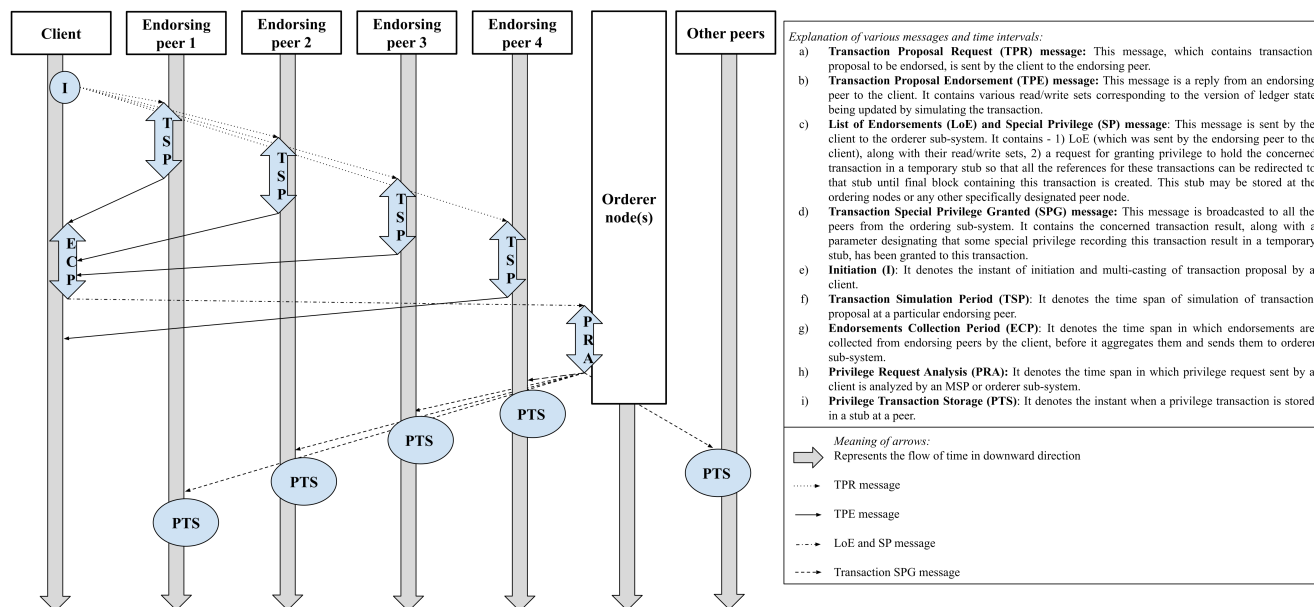 Client
Endorsing
peer 1
Endorsing
peer 2
Endorsing
peer 3
Endorsing
peer 4
Orderer
node(s)
Other peers
I
T
S
P
T
S
P
T
S
P
T
S
P
E
C
P
P
R
A
PTS
PTS
PTS
PTS
PTS
Explanation of various messages and time intervals:
a) Transaction Proposal Request (TPR) message: This message, which contains transaction
proposal to be endorsed, is sent by the client to the endorsing peer.
b) Transaction Proposal Endorsement (TPE) message: This message is a reply from an endorsing
peer to the client. It contains various read/write sets corresponding to the version of ledger state
being updated by simulating the transaction.
c) List of Endorsements (LoE) and Special Privilege (SP) message: This message is sent by the
client to the orderer sub-system. It contains - 1) LoE (which was sent by the endorsing peer to the
client), along with their read/write sets, 2) a request for granting privilege to hold the concerned
transaction in a temporary stub so that all the references for these transactions can be redirected to
that stub until final block containing this transaction is created. This stub may be stored at the
ordering nodes or any other specifically designated peer node.
d) Transaction Special Privilege Granted (SPG) message: This message is broadcasted to all the
peers from the ordering sub-system. It contains the concerned transaction result, along with a
parameter designating that some special privilege recording this transaction result in a temporary
stub, has been granted to this transaction.
e) Initiation (I): It denotes the instant of initiation and multi-casting of transaction proposal by a
client.
f) Transaction Simulation Period (TSP): It denotes the time span of simulation of transaction
proposal at a particular endorsing peer.
g) Endorsements Collection Period (ECP): It denotes the time span in which endorsements are
collected from endorsing peers by the client, before it aggregates them and sends them to orderer
sub-system.
h) Privilege Request Analysis (PRA): It denotes the time span in which privilege request sent by a
client is analyzed by an MSP or orderer sub-system.
i) Privilege Transaction Storage (PTS): It denotes the instant when a privilege transaction is stored
in a stub at a peer.
Meaning of arrows:
Represents the flow of time in downward direction
TPR message
TPE message
LoE and SP message
Transaction SPG message